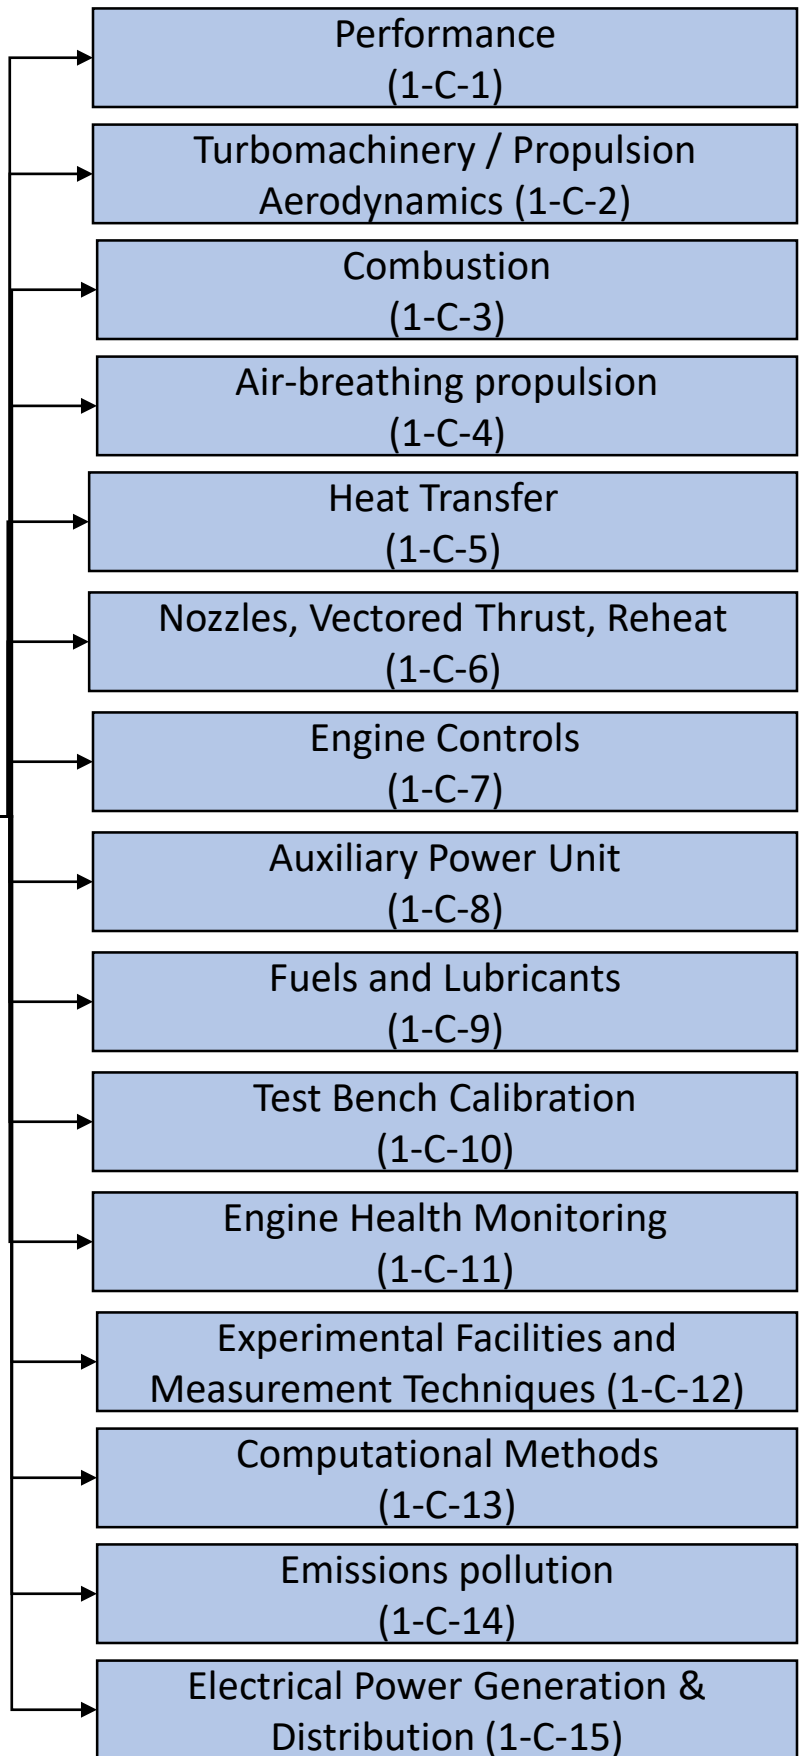 Performance
(1-C-1)
Turbomachinery / Propulsion
Aerodynamics (1-C-2)
Combustion
(1-C-3)
Air-breathing propulsion
(1-C-4)
Heat Transfer
(1-C-5)
Nozzles, Vectored Thrust, Reheat
(1-C-6)
Engine Controls
(1-C-7)
Auxiliary Power Unit
(1-C-8)
Fuels and Lubricants
(1-C-9)
Test Bench Calibration
(1-C-10)
Engine Health Monitoring
(1-C-11)
Experimental Facilities and
Measurement Techniques (1-C-12)
Computational Methods
(1-C-13)
Emissions pollution
(1-C-14)
Electrical Power Generation &
Distribution (1-C-15)